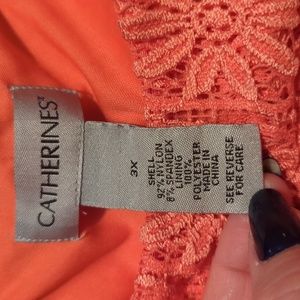 CATHERINES®
3X
SHELL
92% NYLON
8% SPANDEX
LINING
100%
POLYESTER
MADE IN
CHINA
SEE REVERSE
FOR CARE